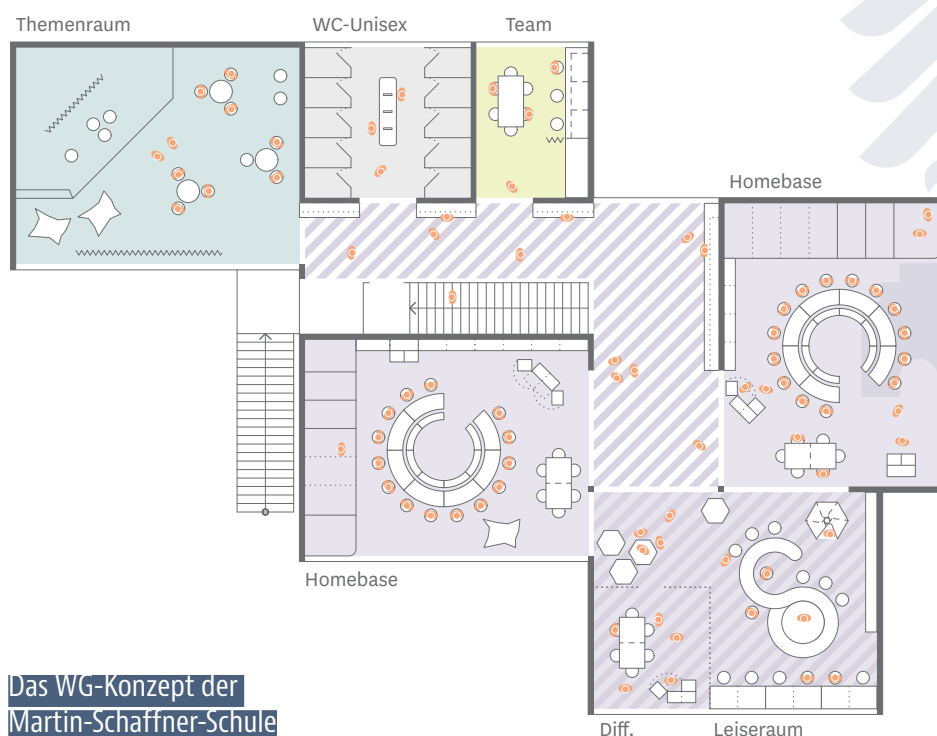 Themenraum
WC-Unisex
Team
Homebase
Homebase
Das WG-Konzept der
Martin-Schaffner-Schule
Diff.
Leiseraum